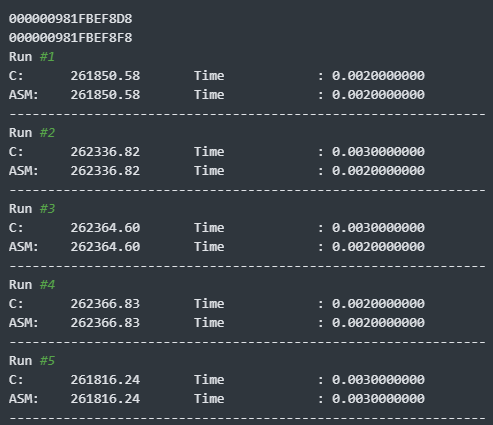 000000981FBEF8D8
000000981FBEF8F8
Run #1
C:      261850.58       Time            : 0.0020000000
ASM:    261850.58       Time            : 0.0020000000
--------------------------------------------------------------
Run #2
C:      262336.82       Time            : 0.0030000000
ASM:    262336.82       Time            : 0.0020000000
--------------------------------------------------------------
Run #3
C:      262364.60       Time            : 0.0030000000
ASM:    262364.60       Time            : 0.0020000000
--------------------------------------------------------------
Run #4
C:      262366.83       Time            : 0.0030000000
ASM:    262366.83       Time            : 0.0020000000
--------------------------------------------------------------
Run #5
C:      261816.24       Time            : 0.0030000000
ASM:    261816.24       Time            : 0.0030000000
--------------------------------------------------------------